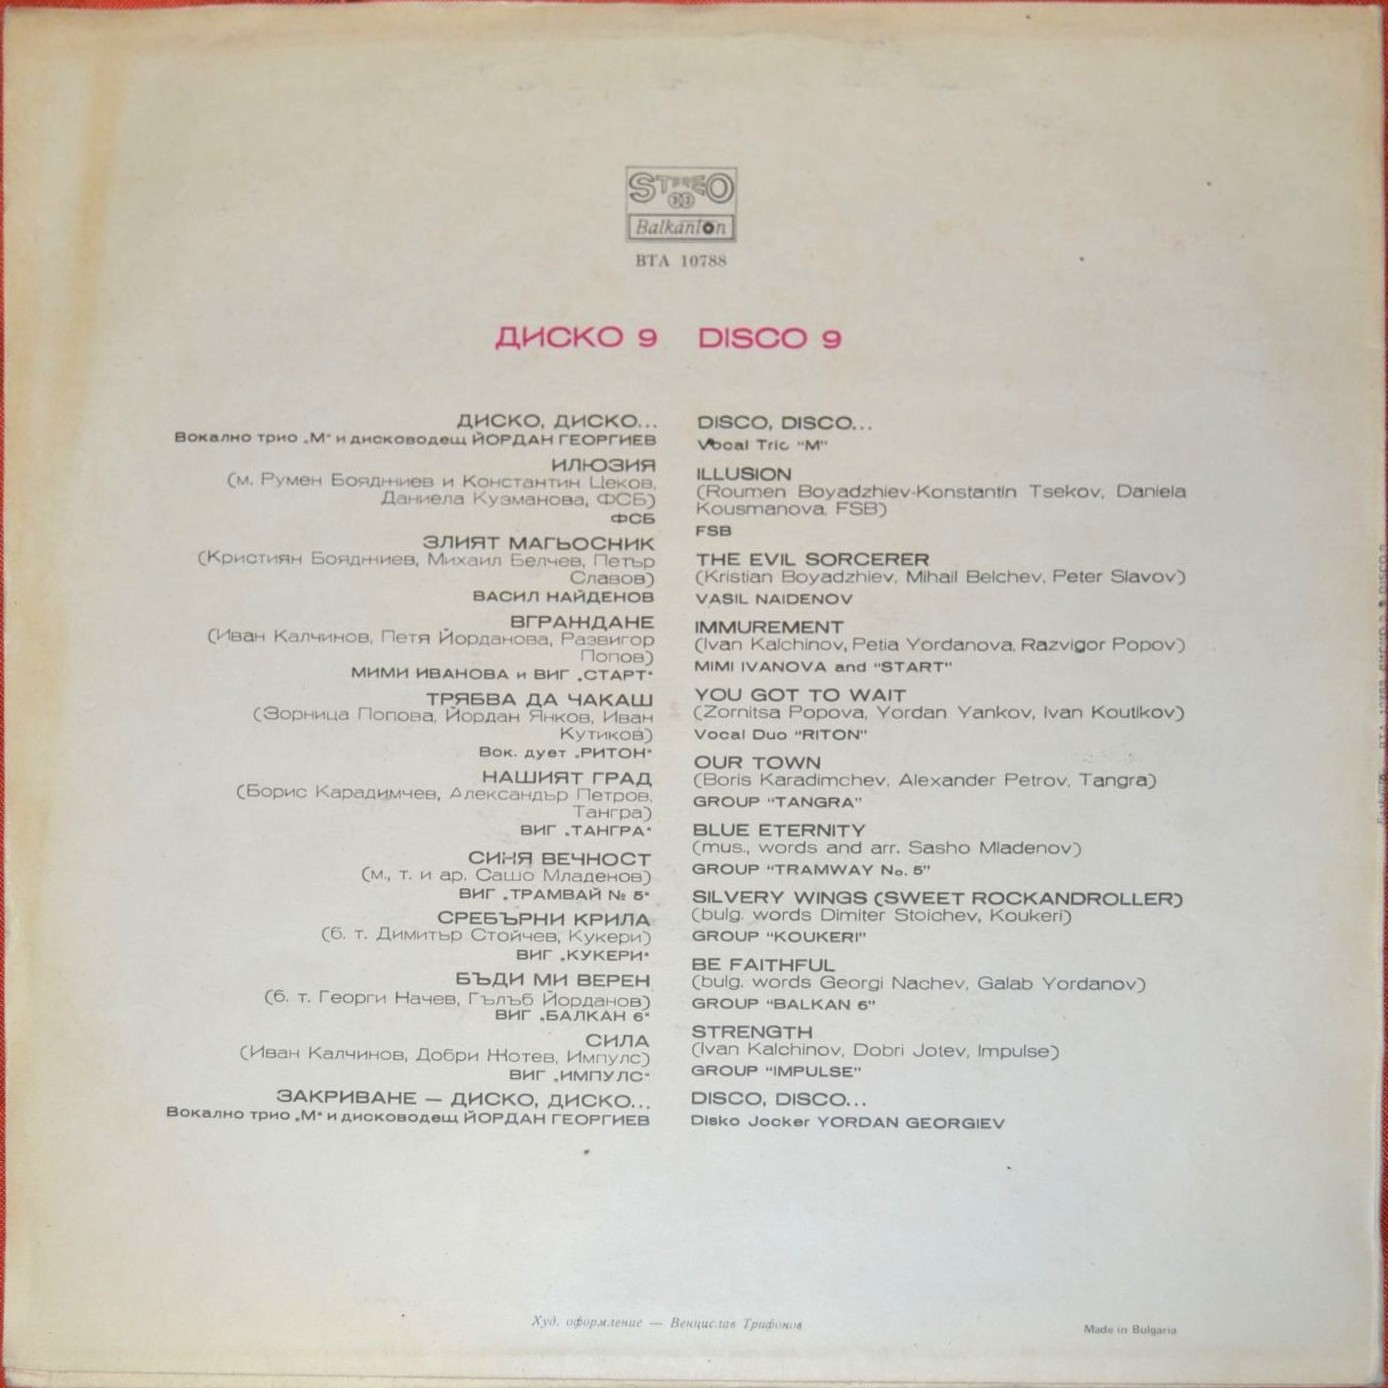 STEREO
33
Balkanton
ВТА 10788
ДИСКО 9
ДИСКО, ДИСКО...
Вокално трио „М“ и дисководещ ЙОРДАН ГЕОРГИЕВ
ИЛЮЗИЯ
(м. Румен Бояджиев и Константин Цеков,
Даниела Кузманова, ФСБ)
ФСБ
ЗЛИЯТ МАГЬОСНИК
(Кристиян Бояджиев, Михаил Белчев, Петър
Славов)
ВАСИЛ НАЙДЕНОВ
ВГРАЖДАНЕ
(Иван Калчинов, Петя Йорданова, Развигор
Попов)
МИМИ ИВАНОВА и ВИГ „СТАРТ“
ТРЯБВА ДА ЧАКАШ
(Зорница Попова, Йордан Янков, Иван
Кутиков)
Вок. дует „РИТОН“
НАШИЯТ ГРАД
(Борис Карадимчев, Александър Петров,
Тангра)
ВИГ „ТАНГРА“
СИНЯ ВЕЧНОСТ
(м., т. и ар. Сашо Младенов)
ВИГ „ТРАМВАЙ № 5“
СРЕБЪРНИ КРИЛА
(б. т. Димитър Стойчев, Кукери)
ВИГ „КУКЕРИ“
БЪДИ МИ ВЕРЕН
(б. т. Георги Начев, Гълъб Йорданов)
ВИГ „БАЛКАН 6“
СИЛА
(Иван Калчинов, Добри Жотев, Импулс)
ВИГ „ИМПУЛС“
ЗАКРИВАНЕ — ДИСКО, ДИСКО...
Вокално трио „М“ и дисководещ ЙОРДАН ГЕОРГИЕВ
DISCO 9
DISCO, DISCO...
Vocal Trio "M"
ILLUSION
(Roumen Boyadzhiev-Konstantin Tsekov, Daniela
Kousmanova, FSB)
FSB
THE EVIL SORCERER
(Kristian Boyadzhiev, Mihail Belchev, Peter Slavov)
VASIL NAIDENOV
IMMUREMENT
(Ivan Kalchinov, Petia Yordanova, Razvigor Popov)
MIMI IVANOVA and "START"
YOU GOT TO WAIT
(Zornitsa Popova, Yordan Yankov, Ivan Koutikov)
Vocal Duo "RITON"
OUR TOWN
(Boris Karadimchev, Alexander Petrov, Tangra)
GROUP "TANGRA"
BLUE ETERNITY
(mus., words and arr. Sasho Mladenov)
GROUP "TRAMWAY No. 5"
SILVERY WINGS (SWEET ROCKANDROLLER)
(bulg. words Dimiter Stoichev, Koukeri)
GROUP "KOUKERI"
BE FAITHFUL
(bulg. words Georgi Nachev, Galab Yordanov)
GROUP "BALKAN 6"
STRENGTH
(Ivan Kalchinov, Dobri Jotev, Impulse)
GROUP "IMPULSE"
DISCO, DISCO...
Disko Jocker YORDAN GEORGIEV
Худ. оформление — Венцислав Трифонов
Made in Bulgaria